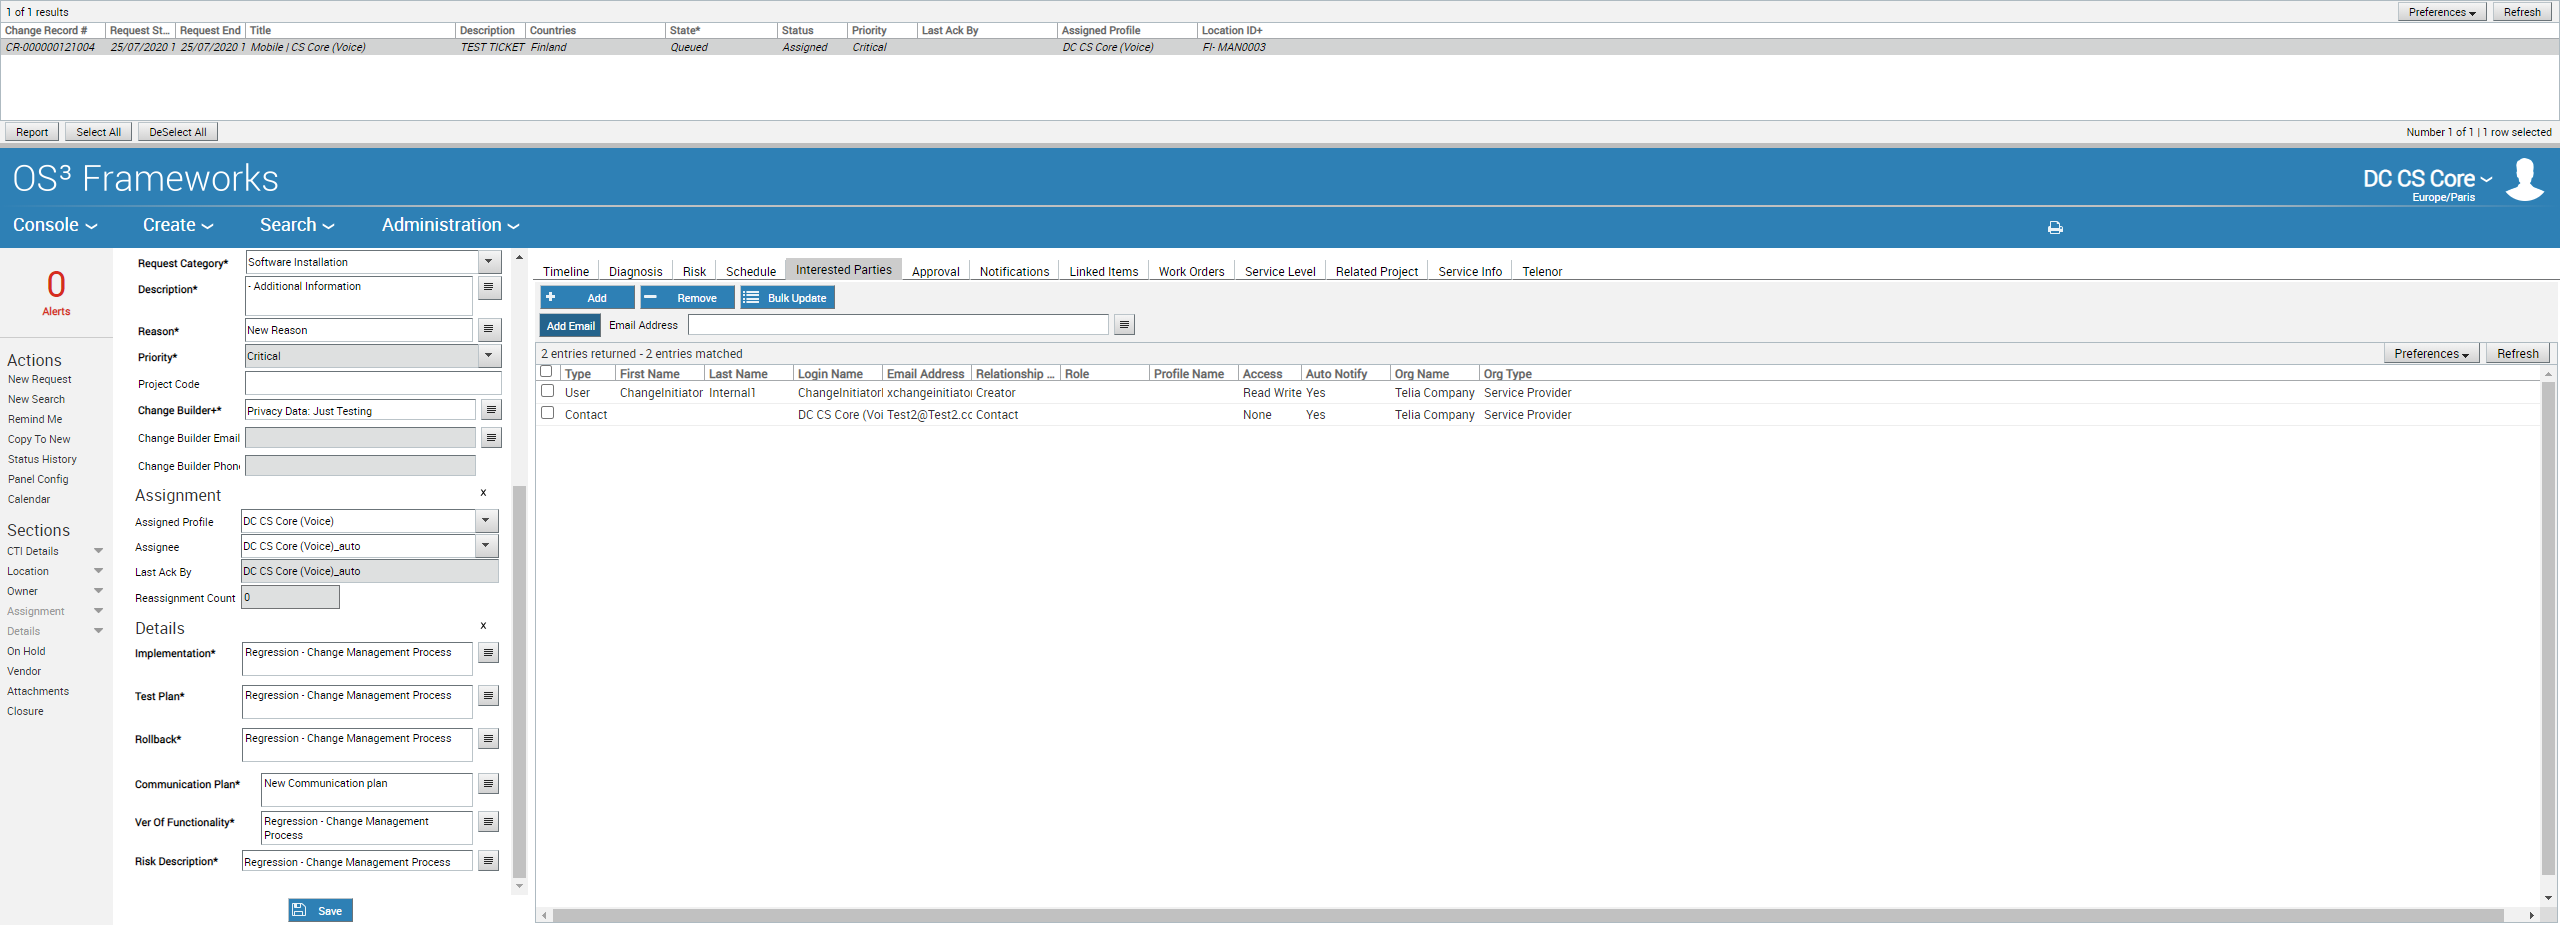 1 of 1 results
Preferences Refresh
Change Record # Request St... Request End Title Description Countries State* Status Priority Last Ack By Assigned Profile Location ID+
CR-000000121004 25/07/2020 1 25/07/2020 1 Mobile | CS Core (Voice) TEST TICKET Finland Queued Assigned Critical DC CS Core (Voice) FI- MAN0003
Report Select All DeSelect All Number 1 of 1 | 1 row selected
OS³ Frameworks
DC CS Core
Europe/Paris
Console Create Search Administration
0
Alerts
Actions
New Request
New Search
Remind Me
Copy To New
Status History
Panel Config
Calendar
Sections
CTI Details
Location
Owner
Assignment
Details
On Hold
Vendor
Attachments
Closure
Request Category* Software Installation
Description* - Additional Information
Reason* New Reason
Priority* Critical
Project Code
Change Builder+* Privacy Data: Just Testing
Change Builder Email
Change Builder Phon
Assignment x
Assigned Profile DC CS Core (Voice)
Assignee DC CS Core (Voice)_auto
Last Ack By DC CS Core (Voice)_auto
Reassignment Count 0
Details x
Implementation* Regression - Change Management Process
Test Plan* Regression - Change Management Process
Rollback* Regression - Change Management Process
Communication Plan* New Communication plan
Ver Of Functionality* Regression - Change Management
Process
Risk Description* Regression - Change Management Process
Save
Timeline Diagnosis Risk Schedule Interested Parties Approval Notifications Linked Items Work Orders Service Level Related Project Service Info Telenor
Add Remove Bulk Update
Add Email Email Address
2 entries returned - 2 entries matched Preferences Refresh
Type First Name Last Name Login Name Email Address Relationship ... Role Profile Name Access Auto Notify Org Name Org Type
User ChangeInitiator Internal1 ChangeInitiatorI xchangeinitiator Creator Read Write Yes Telia Company Service Provider
Contact DC CS Core (Voi Test2@Test2.cc Contact None Yes Telia Company Service Provider